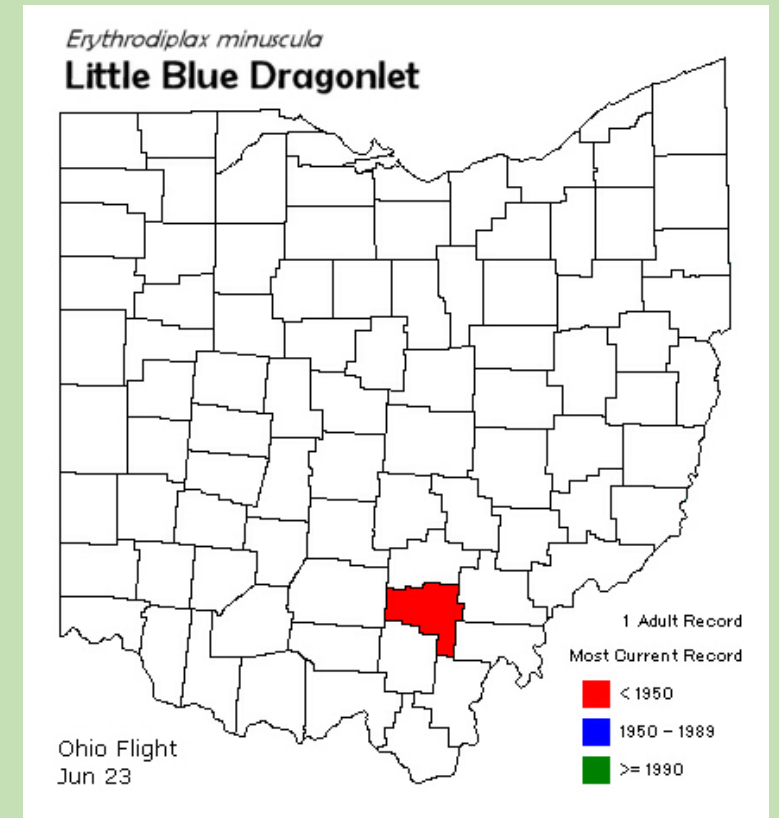 Erythrodiplax minuscula
Little Blue Dragonlet
1 Adult Record
Most Current Record
< 1950
1950 - 1989
>= 1990
Ohio Flight
Jun 23